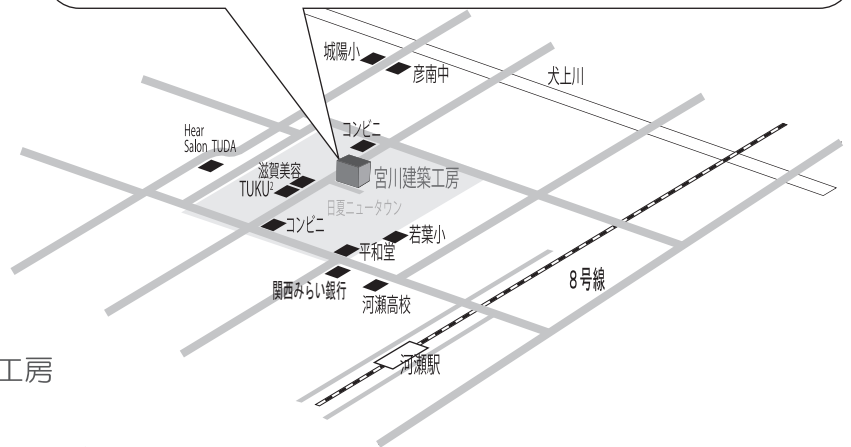 城陽小
彦南中
犬上川
コンビニ
Hear
Salon TUDA
滋賀美容
TUKU²
宮川建築工房
日夏ニュータウン
コンビニ
若葉小
平和堂
関西みらい銀行
河瀬高校
8号線
河瀬駅
工房